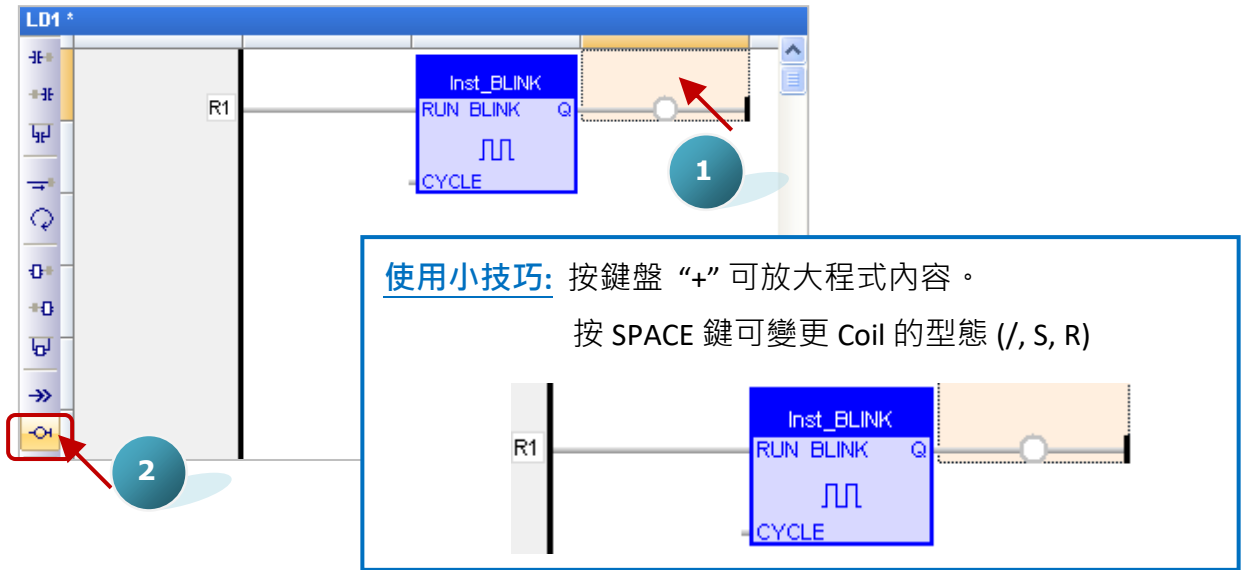 LD1 *
Inst_BLINK
R1
RUN BLINK Q
CYCLE
1
2
使用小技巧: 按鍵盤 “+” 可放大程式內容。
按 SPACE 鍵可變更 Coil 的型態 (/, S, R)
Inst_BLINK
R1
RUN BLINK Q
CYCLE